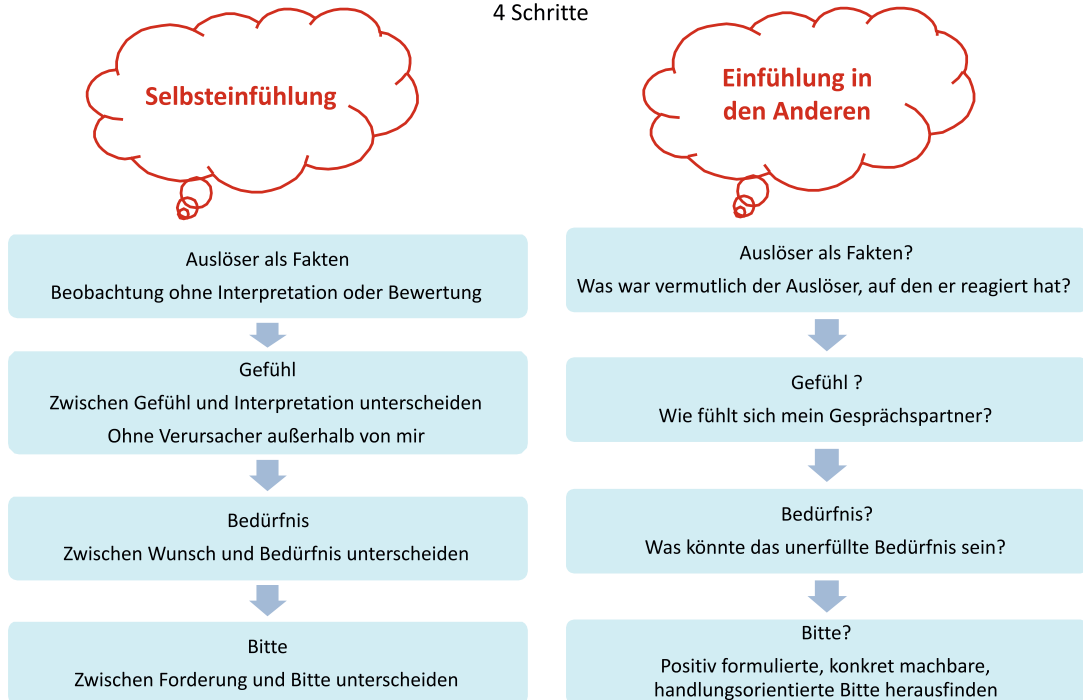 4 Schritte
Selbsteinfühlung
Auslöser als Fakten
Beobachtung ohne Interpretation oder Bewertung
Gefühl
Zwischen Gefühl und Interpretation unterscheiden
Ohne Verursacher außerhalb von mir
Bedürfnis
Zwischen Wunsch und Bedürfnis unterscheiden
Bitte
Zwischen Forderung und Bitte unterscheiden
Einfühlung in
den Anderen
Auslöser als Fakten?
Was war vermutlich der Auslöser, auf den er reagiert hat?
Gefühl ?
Wie fühlt sich mein Gesprächspartner?
Bedürfnis?
Was könnte das unerfüllte Bedürfnis sein?
Bitte?
Positiv formulierte, konkret machbare,
handlungsorientierte Bitte herausfinden